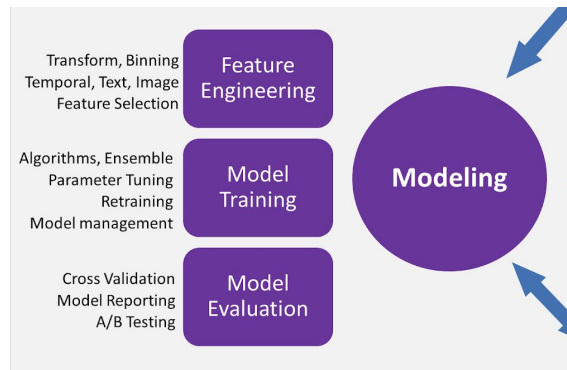 Transform, Binning
Temporal, Text, Image
Feature Selection
Feature
Engineering
Algorithms, Ensemble
Parameter Tuning
Retraining
Model management
Model
Training
Modeling
Cross Validation
Model Reporting
A/B Testing
Model
Evaluation